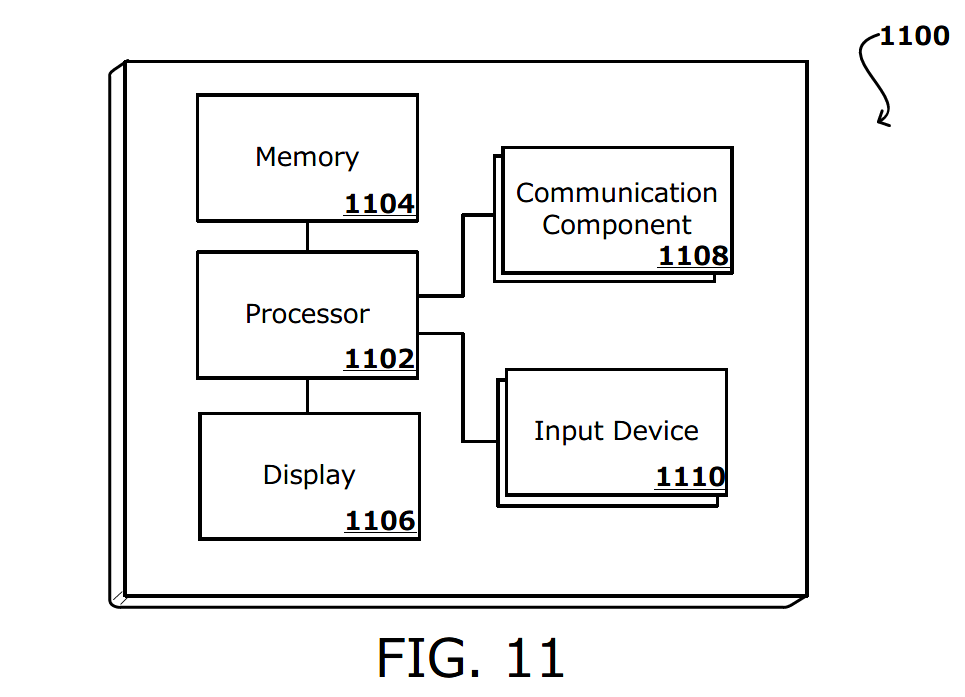 1100
Memory
1104
Communication
Component
1108
Processor
1102
Input Device
1110
Display
1106
FIG. 11